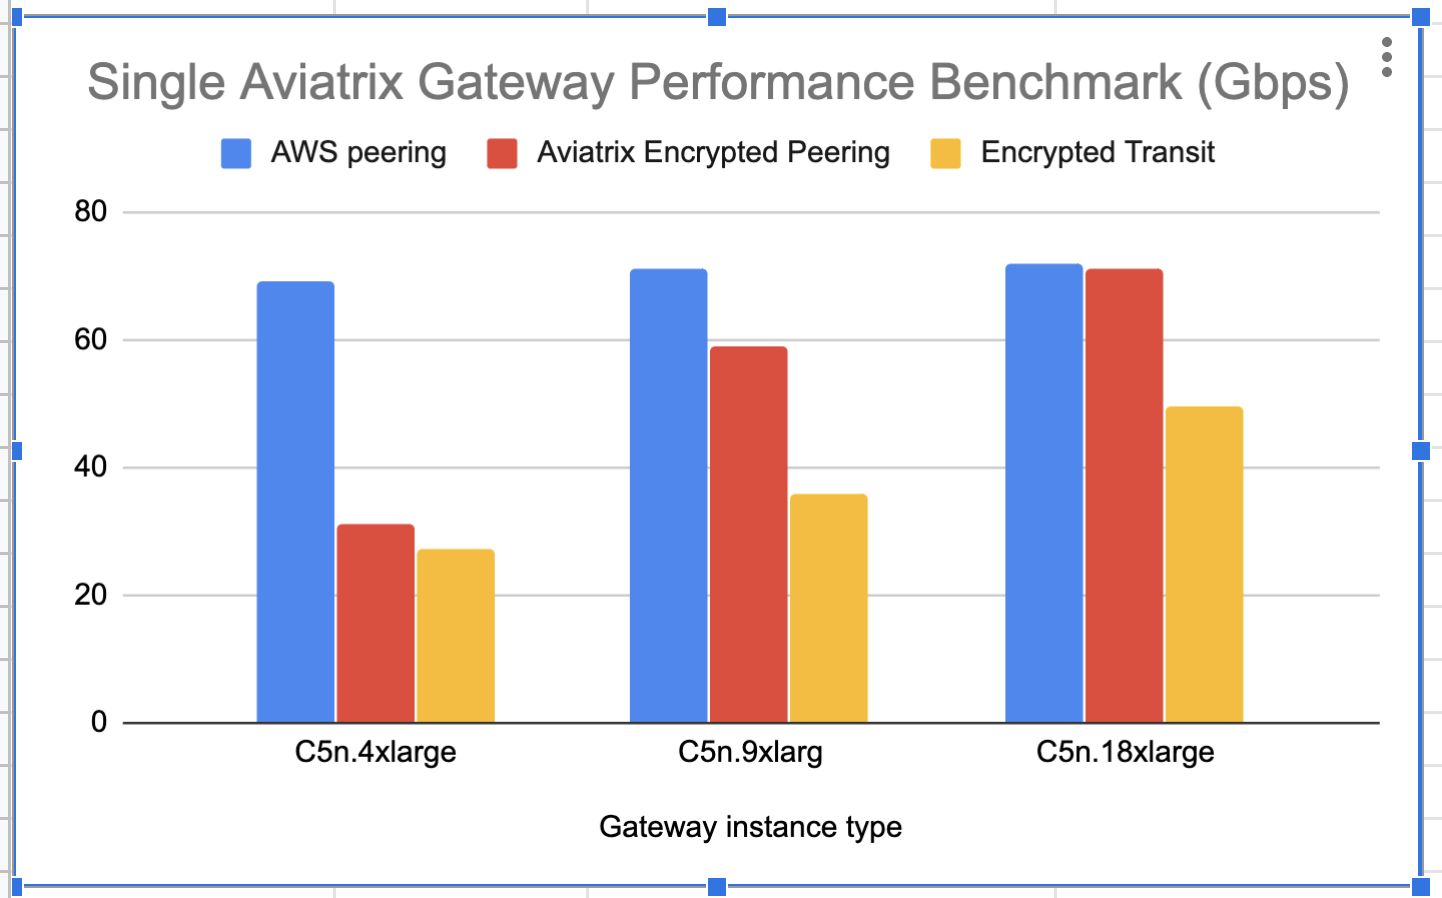 Single Aviatrix Gateway Performance Benchmark (Gbps)
AWS peering Aviatrix Encrypted Peering Encrypted Transit
80
60
40
20
0
C5n.4xlarge C5n.9xlarg C5n.18xlarge
Gateway instance type